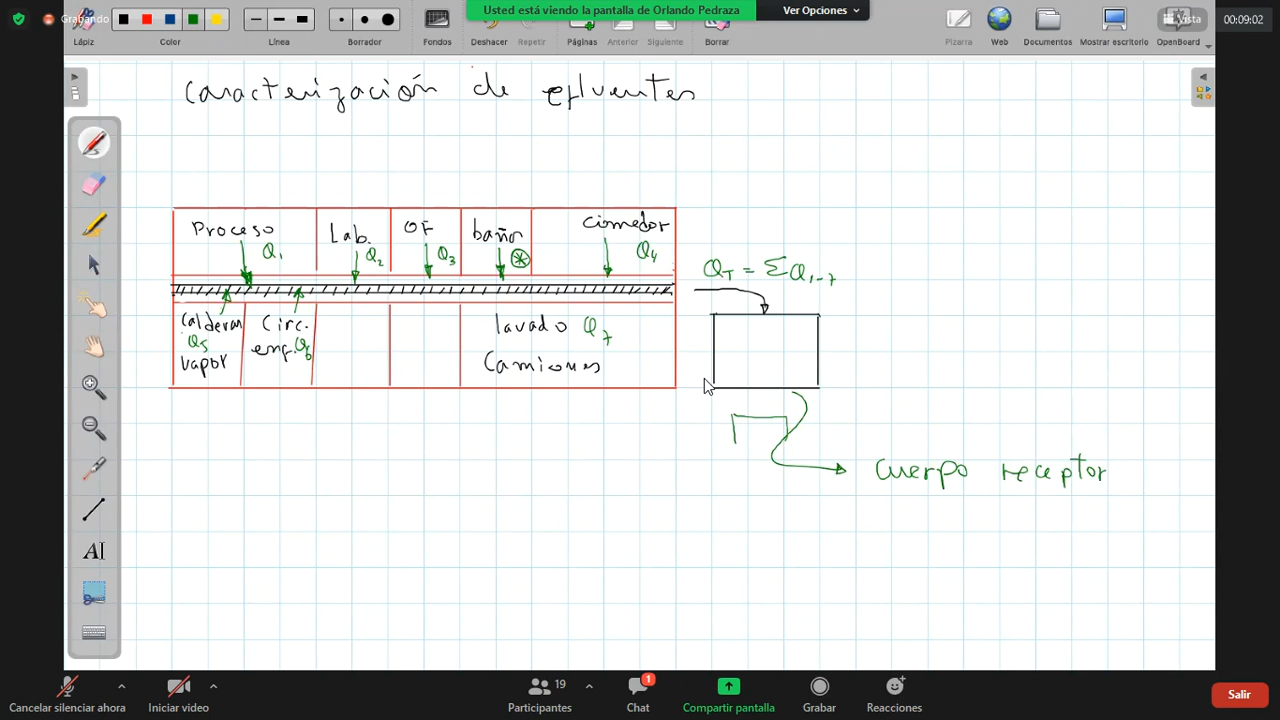 Grabando
Usted está viendo la pantalla de Orlando Pedraza
Ver Opciones
Vista
00:09:02
Lápiz
Color
Línea
Borrador
Fondos
Deshacer
Repetir
Páginas
Anterior
Siguiente
Borrar
Pizarra
Web
Documentos
Mostrar escritorio
OpenBoard
Caracterización de efluentes
Proceso
Q1
Lab.
Q2
OF
Q3
baño
*
comedor
Q4
QT = ΣQ1-7
Calderas
Q5
vapor
Circ.
enf.
Q6
lavado Q7
Camiones
Cuerpo receptor
AI
Cancelar silenciar ahora
Iniciar video
19
Participantes
1
Chat
Compartir pantalla
Grabar
Reacciones
Salir